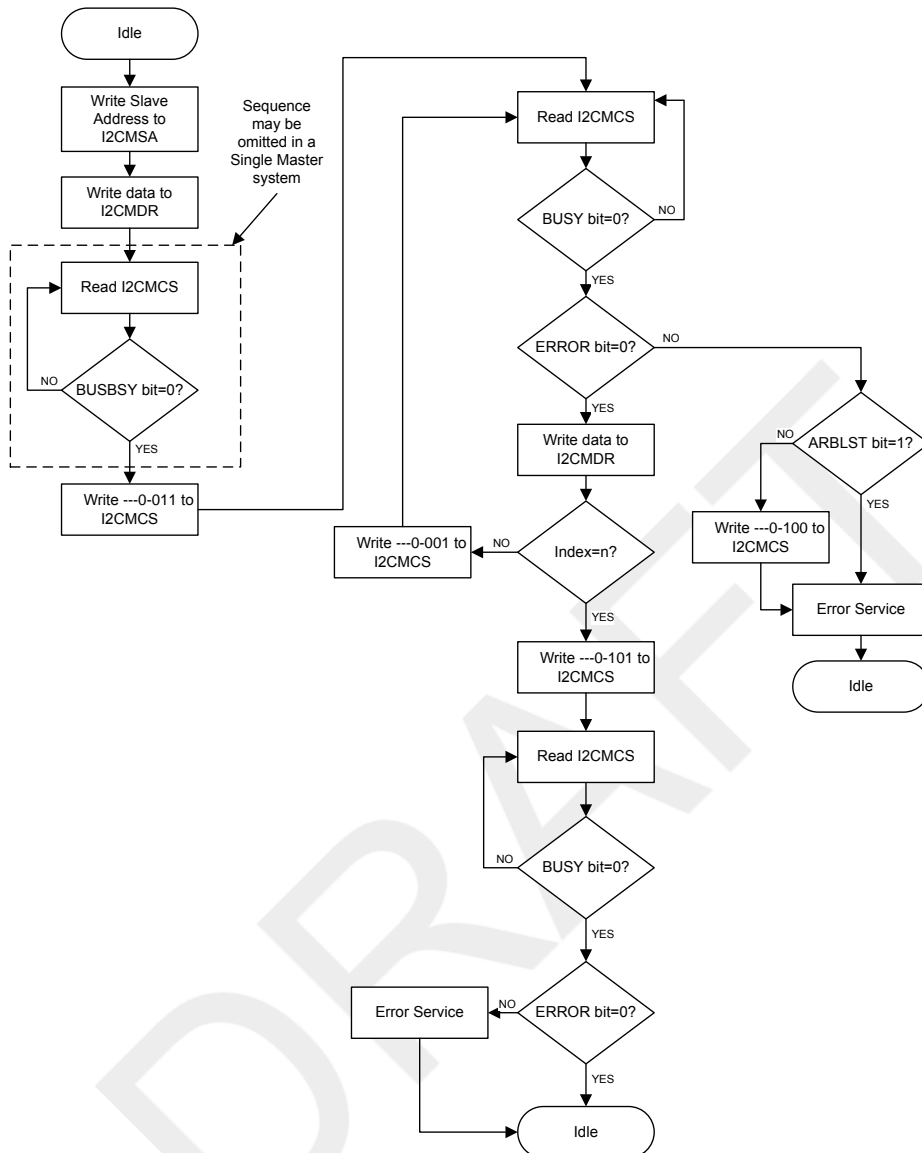 Idle
Write Slave
Address to
I2CMSA
Sequence
may be
omitted in a
Single Master
system
Write data to
I2CMDR
Read I2CMCS
BUSBSY bit=0?
NO
YES
Write ---0-011 to
I2CMCS
Read I2CMCS
BUSY bit=0?
NO
YES
ERROR bit=0?
NO
YES
Write data to
I2CMDR
ARBLST bit=1?
NO
YES
Write ---0-100 to
I2CMCS
Error Service
Idle
Index=n?
NO
Write ---0-001 to
I2CMCS
YES
Write ---0-101 to
I2CMCS
Read I2CMCS
BUSY bit=0?
NO
YES
ERROR bit=0?
NO
Error Service
YES
Idle
DRAFT